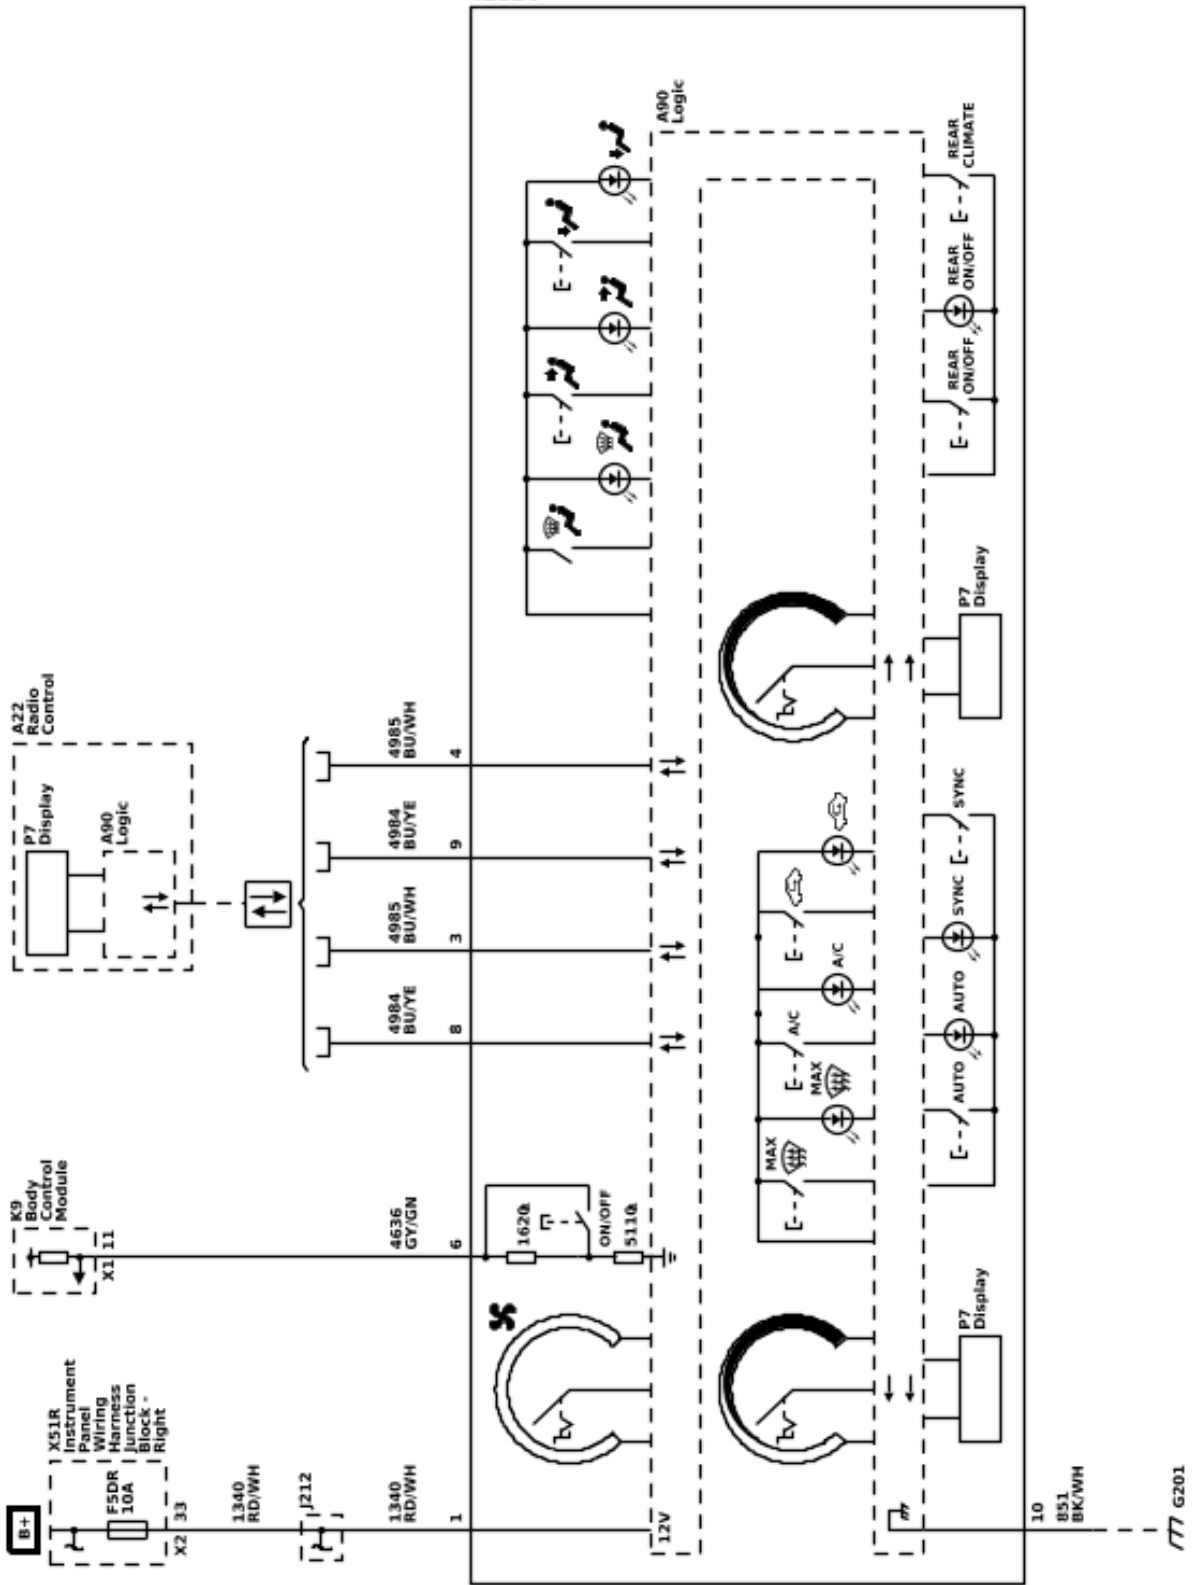 B+
X51R
Instrument
Panel
Wiring
Harness
Junction
Block -
Right
F5DR
10A
X2
33
1340
RD/WH
J212
1340
RD/WH
1
K9
Body
Control
Module
X1
11
4636
GY/GN
6
A22
Radio
Control
P7
Display
A90
Logic
4984
BU/YE
8
4985
BU/WH
3
4984
BU/YE
9
4985
BU/WH
4
1620Ω
ON/OFF
5110Ω
12V
A90
Logic
MAX
MAX
A/C
A/C
P7
Display
AUTO
AUTO
SYNC
SYNC
P7
Display
REAR
ON/OFF
REAR
ON/OFF
REAR
CLIMATE
10
851
BK/WH
G201